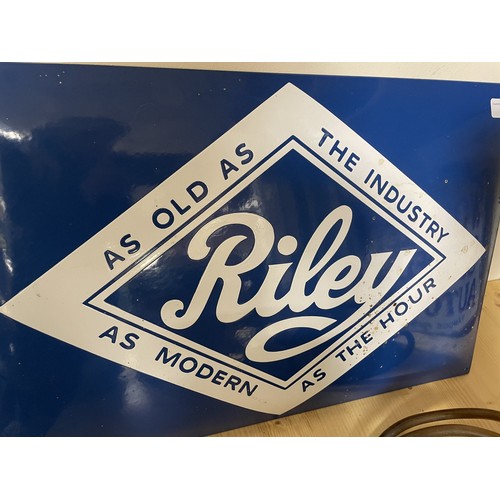 AS OLD AS
THE INDUSTRY
Riley
AS MODERN
AS THE HOUR